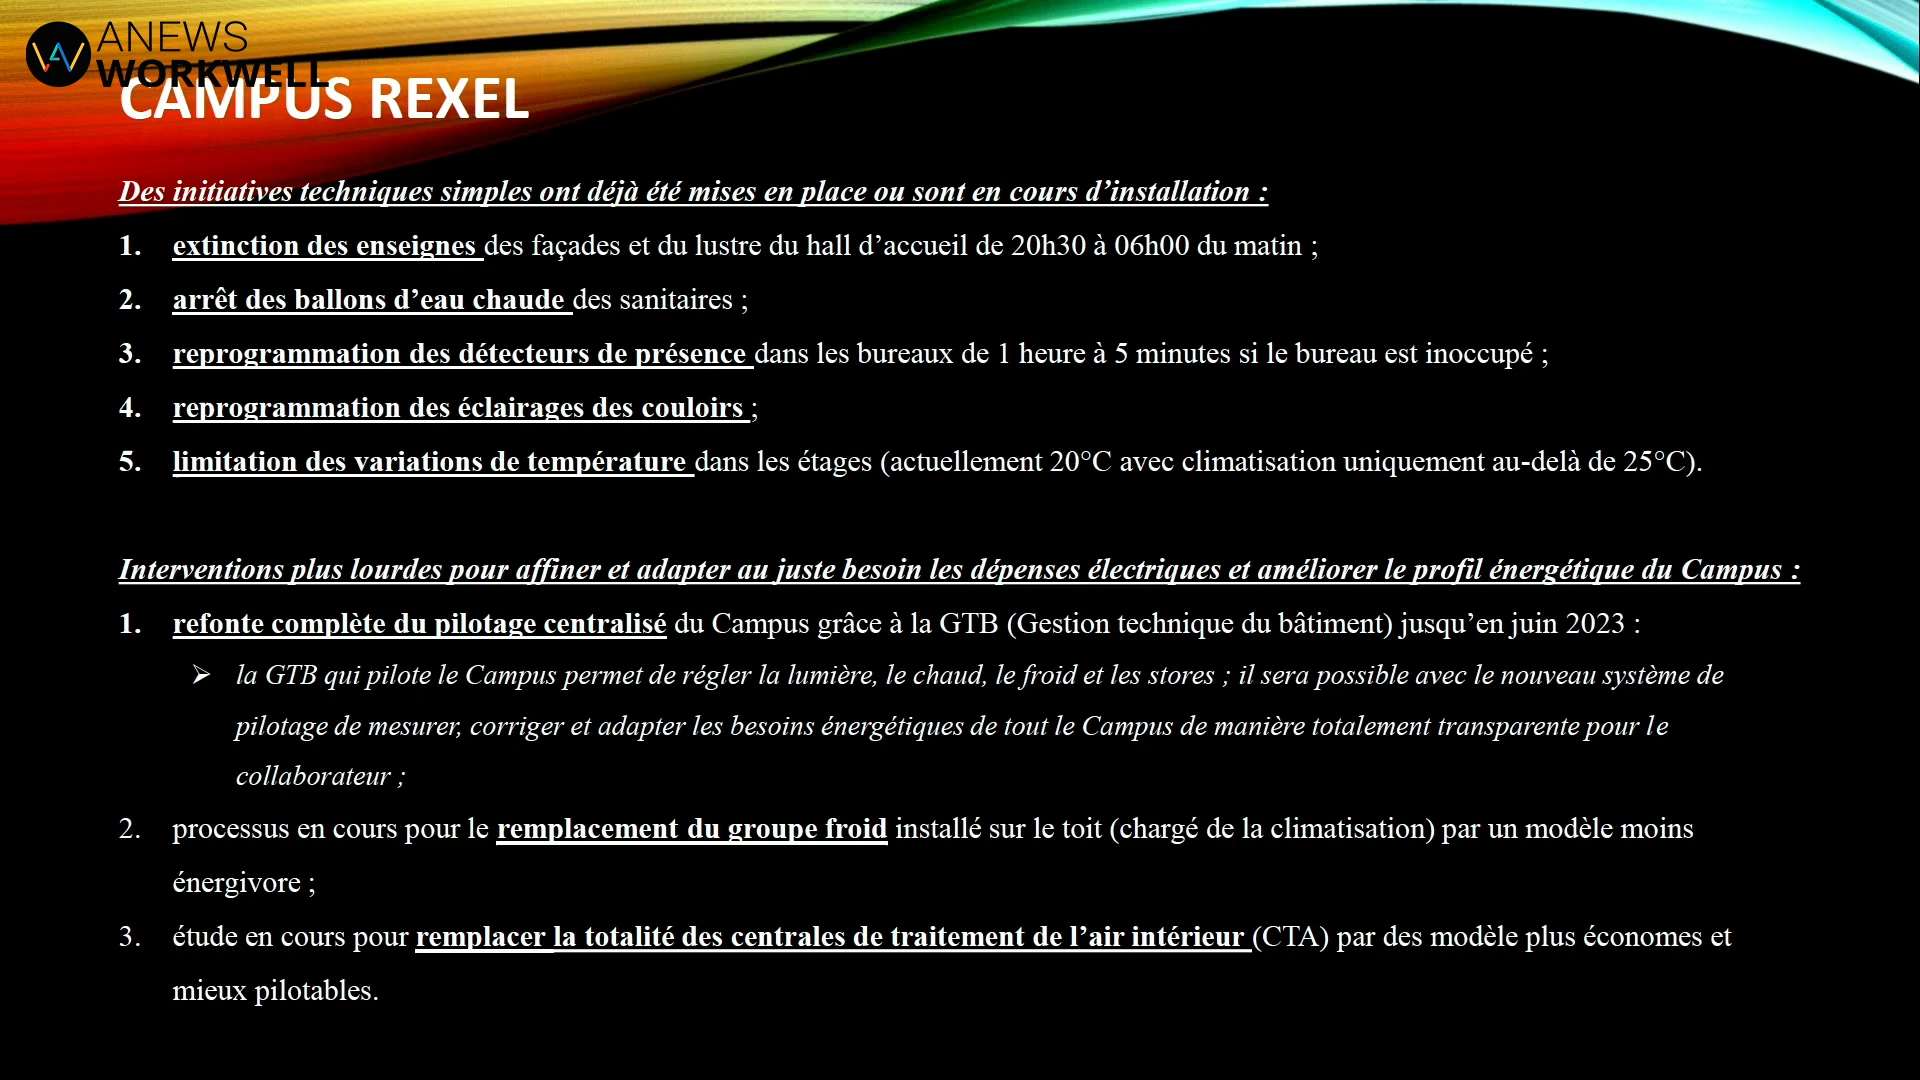 ANEWS
WORKWELL
CAMPUS REXEL
Des initiatives techniques simples ont déjà été mises en place ou sont en cours d’installation :
1. extinction des enseignes des façades et du lustre du hall d’accueil de 20h30 à 06h00 du matin ;
2. arrêt des ballons d’eau chaude des sanitaires ;
3. reprogrammation des détecteurs de présence dans les bureaux de 1 heure à 5 minutes si le bureau est inoccupé ;
4. reprogrammation des éclairages des couloirs ;
5. limitation des variations de température dans les étages (actuellement 20°C avec climatisation uniquement au-delà de 25°C).
Interventions plus lourdes pour affiner et adapter au juste besoin les dépenses électriques et améliorer le profil énergétique du Campus :
1. refonte complète du pilotage centralisé du Campus grâce à la GTB (Gestion technique du bâtiment) jusqu’en juin 2023 :
➢ la GTB qui pilote le Campus permet de régler la lumière, le chaud, le froid et les stores ; il sera possible avec le nouveau système de
pilotage de mesurer, corriger et adapter les besoins énergétiques de tout le Campus de manière totalement transparente pour le
collaborateur ;
2. processus en cours pour le remplacement du groupe froid installé sur le toit (chargé de la climatisation) par un modèle moins
énergivore ;
3. étude en cours pour remplacer la totalité des centrales de traitement de l’air intérieur (CTA) par des modèle plus économes et
mieux pilotables.